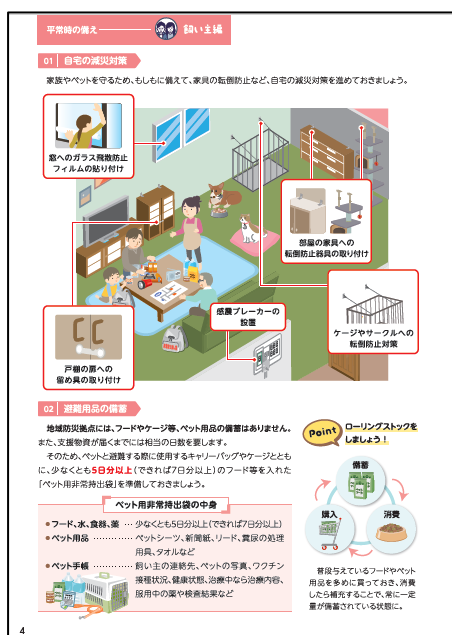 平常時の備え
飼い主編
01 自宅の減災対策
家族やペットを守るため、もしもに備えて、家具の転倒防止など、自宅の減災対策を進めておきましょう。
窓へのガラス飛散防止
フィルムの貼り付け
部屋の家具への
転倒防止器具の取り付け
感震ブレーカーの
設置
ケージやサークルへの
転倒防止対策
戸棚の扉への
留め具の取り付け
02 避難用品の備蓄
地域防災拠点には、フードやケージ等、ペット用品の備蓄はありません。
また、支援物資が届くまでには相当の日数を要します。
そのため、ペットと避難する際に使用するキャリーバッグやケージととも
に、少なくとも5日分以上(できれば7日分以上)のフード等を入れた
「ペット用非常持出袋」を準備しておきましょう。
ペット用非常持出袋の中身
●フード、水、食器、薬 … 少なくとも5日分以上(できれば7日分以上)
●ペット用品 ………… ペットシーツ、新聞紙、リード、糞尿の処理
用具、タオルなど
●ペット手帳 ………… 飼い主の連絡先、ペットの写真、ワクチン
接種状況、健康状態、治療中なら治療内容、
服用中の薬や検査結果など
Point
ローリングストックを
しましょう!
備蓄
購入
消費
普段与えているフードやペット
用品を多めに買っておき、消費
したら補充することで、常に一定
量が備蓄されている状態に。
4